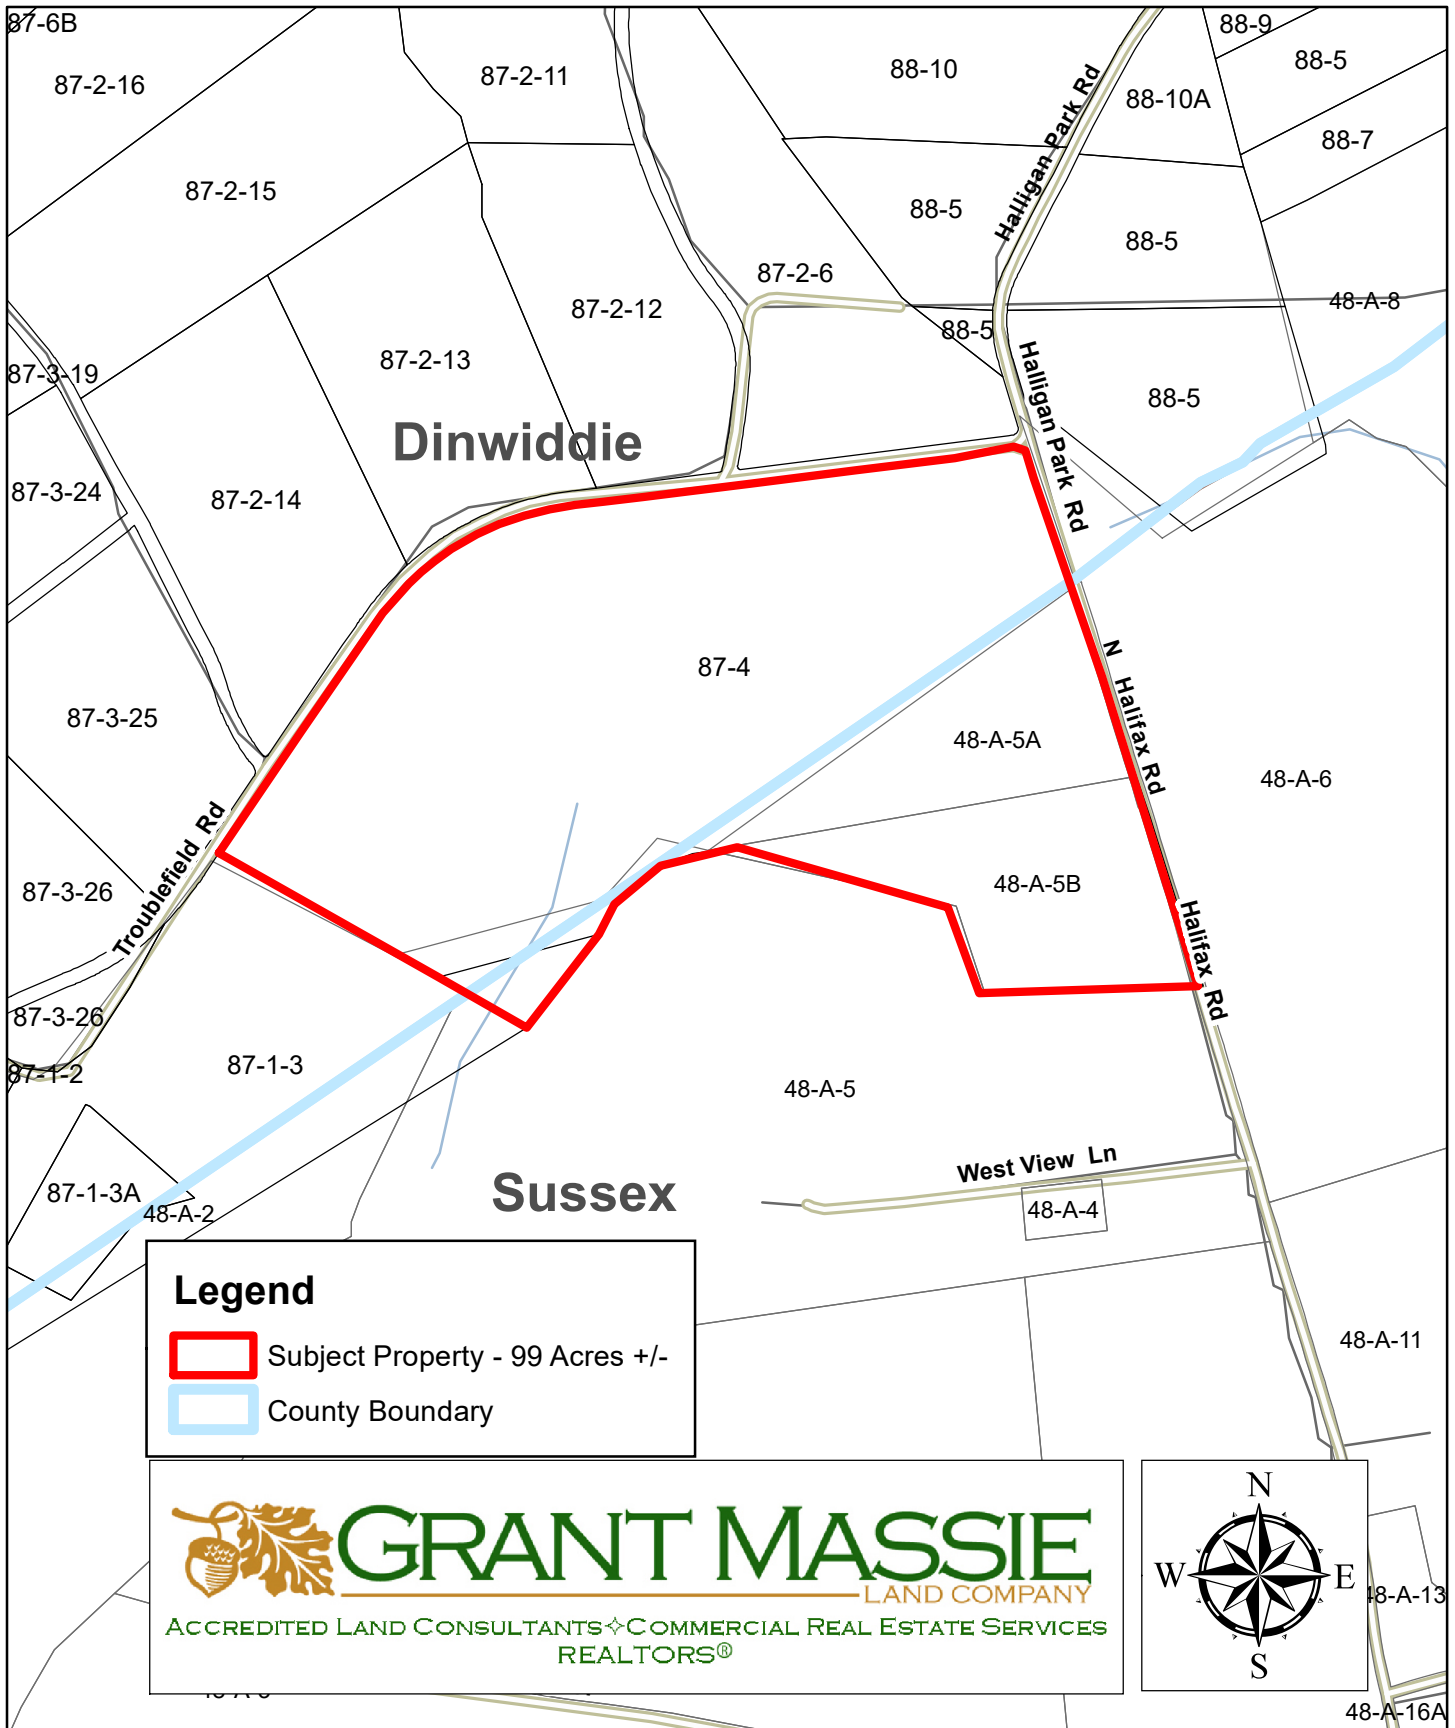 87-6B
88-9
87-2-16
87-2-11
88-10
88-5
88-10A
Halligan Park Rd
88-7
87-2-15
88-5
88-5
87-2-6
87-2-12
48-A-8
88-5
87-2-13
87-3-19
Halligan Park Rd
88-5
Dinwiddie
87-3-24
87-2-14
87-4
N Halifax Rd
87-3-25
48-A-5A
48-A-6
Troublefield Rd
87-3-26
48-A-5B
Halifax Rd
87-3-26
87-1-3
87-1-2
48-A-5
West View Ln
Sussex
87-1-3A
48-A-2
48-A-4
Legend
Subject Property - 99 Acres +/-
County Boundary
48-A-11
GRANT MASSIE
LAND COMPANY
ACCREDITED LAND CONSULTANTS✧COMMERCIAL REAL ESTATE SERVICES
REALTORS®
N
W E
S
48-A-13
48-A-16A